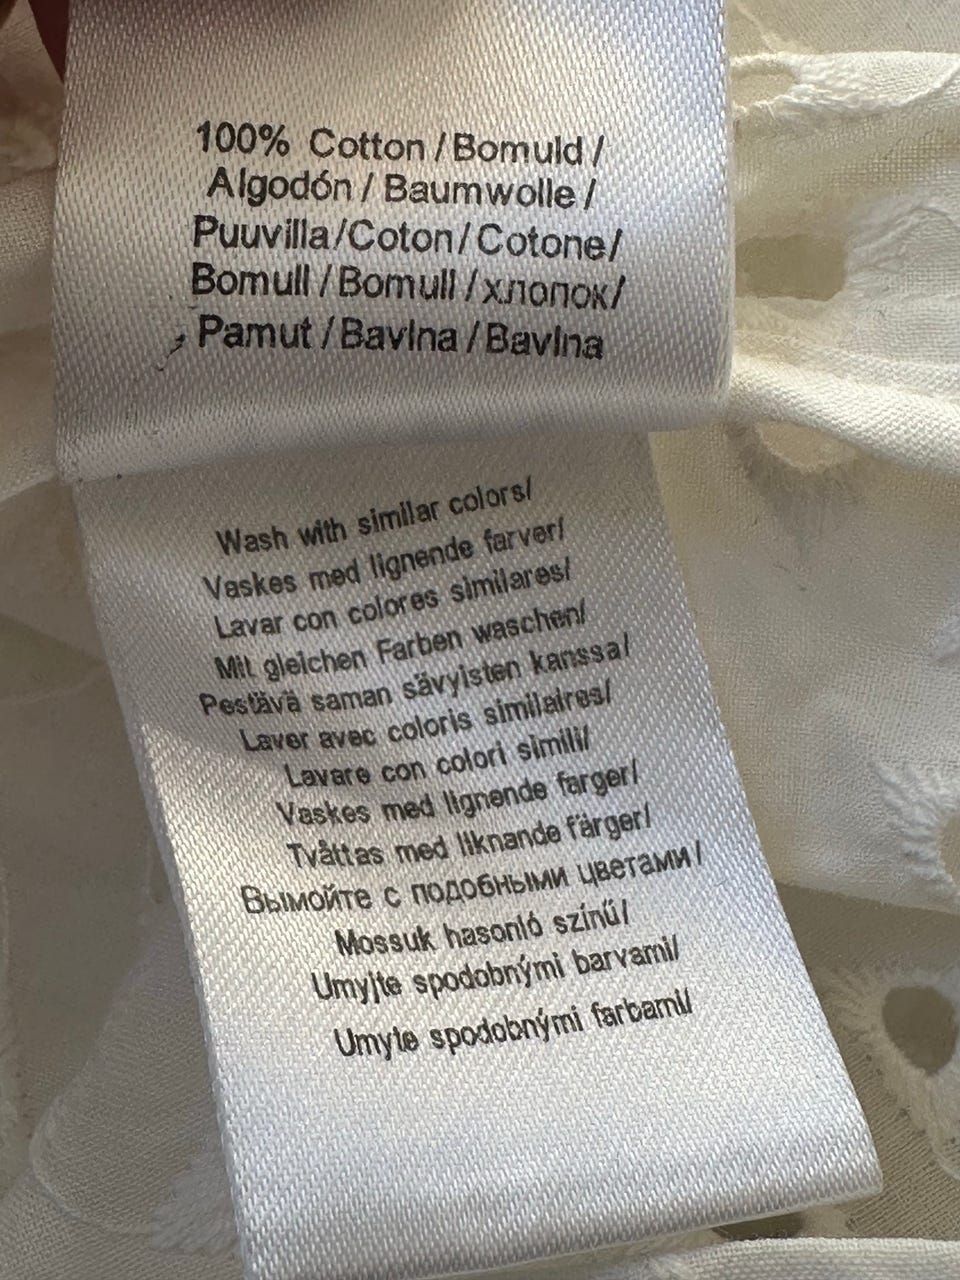 100% Cotton / Bomuld /
Algodón / Baumwolle /
Puuvilla/Coton/Cotone/
Bomull / Bomull / хлопок/
Pamut / Bavlna / Bavlna
Wash with similar colors/
Vaskes med lignende farver/
Lavar con colores similares/
Mit gleichen Farben waschen/
Pestävä saman sävyisten kanssa/
Laver avec coloris similaires/
Lavare con colori simili/
Vaskes med lignende farger/
Tvättas med liknande färger/
Вымойте с подобными цветами /
Mossuk hasonló színű/
Umyjte spodobnými barvami/
Umyte spodobnými farbami/